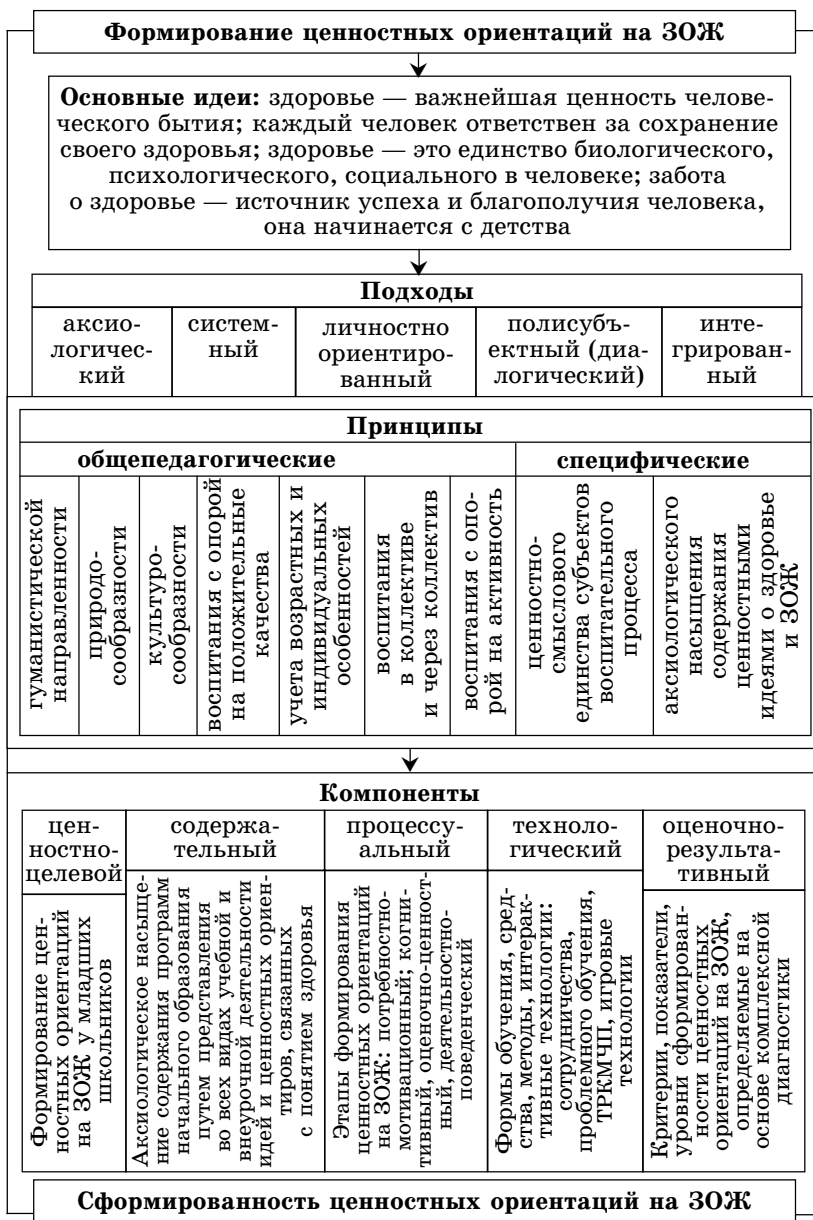 Формирование ценностных ориентаций на ЗОЖ
Основные идеи: здоровье — важнейшая ценность челове-
ческого бытия; каждый человек ответствен за сохранение
своего здоровья; здоровье — это единство биологического,
психологического, социального в человеке; забота
о здоровье — источник успеха и благополучия человека,
она начинается с детства
Подходы
аксио-
логичес-
кий
систем-
ный
личностно
ориентиро-
ванный
полисубъ-
ектный (диа-
логический)
инте-
грирован-
ный
Принципы
общепедагогические
специфические
гуманистической
направленности
природо-
сообразности
культуро-
сообразности
воспитания с опорой
на положительные
качества
учета возрастных и
индивидуальных
особенностей
воспитания
в коллективе
и через коллектив
воспитания с опо-
рой на активность
ценностно-
смыслового
единства субъектов
воспитательного
процесса
аксиологического
насыщения
содержания
ценностными
идеями о здоровье
и ЗОЖ
Компоненты
цен-
ностно-
целевой
содержа-
тельный
процессу-
альный
техноло-
гический
оценочно-
результа-
тивный
Формирование цен-
ностных ориентаций
на ЗОЖ у младших
школьников
Аксиологическое насыще-
ние содержания программ
начального образования
путем представления
во всех видах учебной и
внеурочной деятельности
идей и ценностных ориен-
тиров, связанных
с понятием здоровья
Этапы формирования
ценностных ориентаций
на ЗОЖ: потребностно-
мотивационный; когни-
тивный, оценочно-ценност-
ный, деятельностно-
поведенческий
Формы обучения, сред-
ства, методы, интерак-
тивные технологии:
сотрудничества,
проблемного обучения,
ТРКМЧП, игровые
технологии
Критерии, показатели,
уровни сформирован-
ности ценностных
ориентаций на ЗОЖ,
определяемые на
основе комплексной
диагностики
Сформированность ценностных ориентаций на ЗОЖ